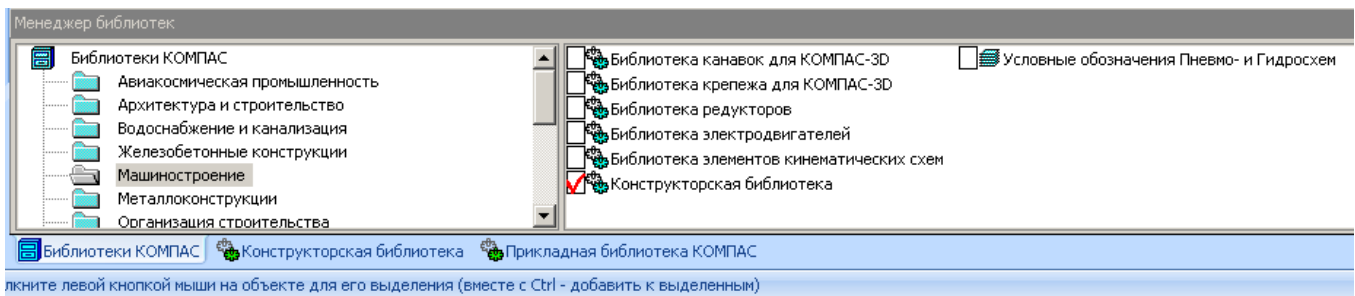 Менеджер библиотек
Библиотеки КОМПАС
Авиакосмическая промышленность
Архитектура и строительство
Водоснабжение и канализация
Железобетонные конструкции
Машиностроение
Металлоконструкции
Организация строительства
Библиотека канавок для КОМПАС-3D
Библиотека крепежа для КОМПАС-3D
Библиотека редукторов
Библиотека электродвигателей
Библиотека элементов кинематических схем
Конструкторская библиотека
Условные обозначения Пневмо- и Гидросхем
Библиотеки КОМПАС Конструкторская библиотека Прикладная библиотека КОМПАС
лкните левой кнопкой мыши на объекте для его выделения (вместе с Ctrl - добавить к выделенным)